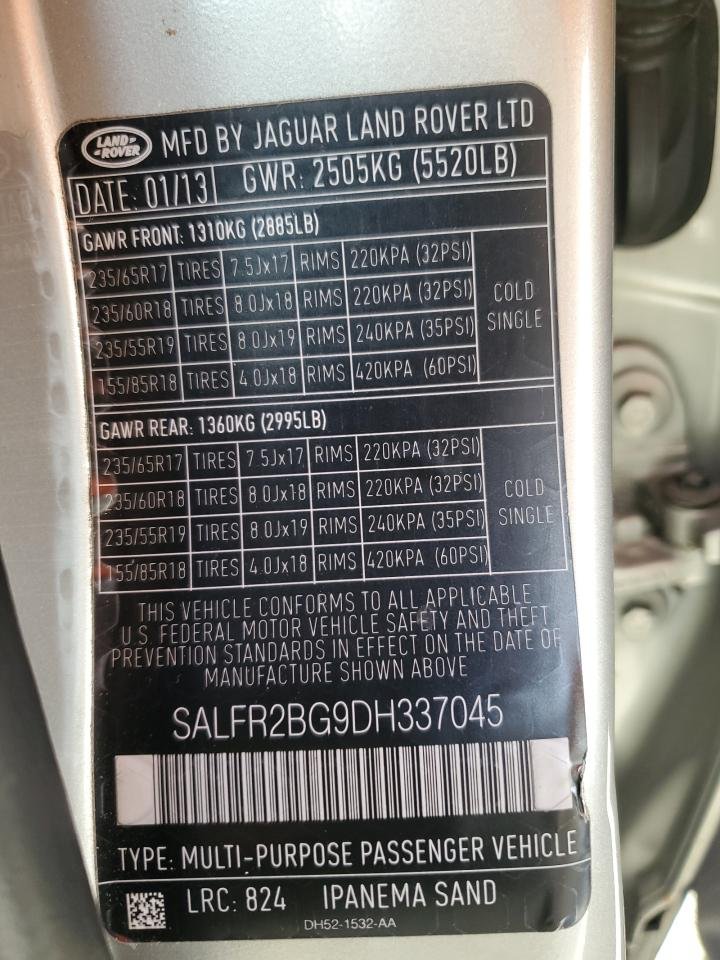 LAND ROVER MFD BY JAGUAR LAND ROVER LTD
DATE: 01/13 GWR: 2505KG (5520LB)
GAWR FRONT: 1310KG (2885LB)
235/65R17 TIRES 7.5Jx17 RIMS 220KPA (32PSI)
235/60R18 TIRES 8.0Jx18 RIMS 220KPA (32PSI) COLD
235/55R19 TIRES 8.0Jx19 RIMS 240KPA (35PSI) SINGLE
155/85R18 TIRES 4.0Jx18 RIMS 420KPA (60PSI)
GAWR REAR: 1360KG (2995LB)
235/65R17 TIRES 7.5Jx17 RIMS 220KPA (32PSI)
235/60R18 TIRES 8.0Jx18 RIMS 220KPA (32PSI) COLD
235/55R19 TIRES 8.0Jx19 RIMS 240KPA (35PSI) SINGLE
155/85R18 TIRES 4.0Jx18 RIMS 420KPA (60PSI)
THIS VEHICLE CONFORMS TO ALL APPLICABLE
U.S. FEDERAL MOTOR VEHICLE SAFETY AND THEFT
PREVENTION STANDARDS IN EFFECT ON THE DATE OF
MANUFACTURE SHOWN ABOVE
SALFR2BG9DH337045
TYPE: MULTI-PURPOSE PASSENGER VEHICLE
LRC: 824 IPANEMA SAND
DH52-1532-AA